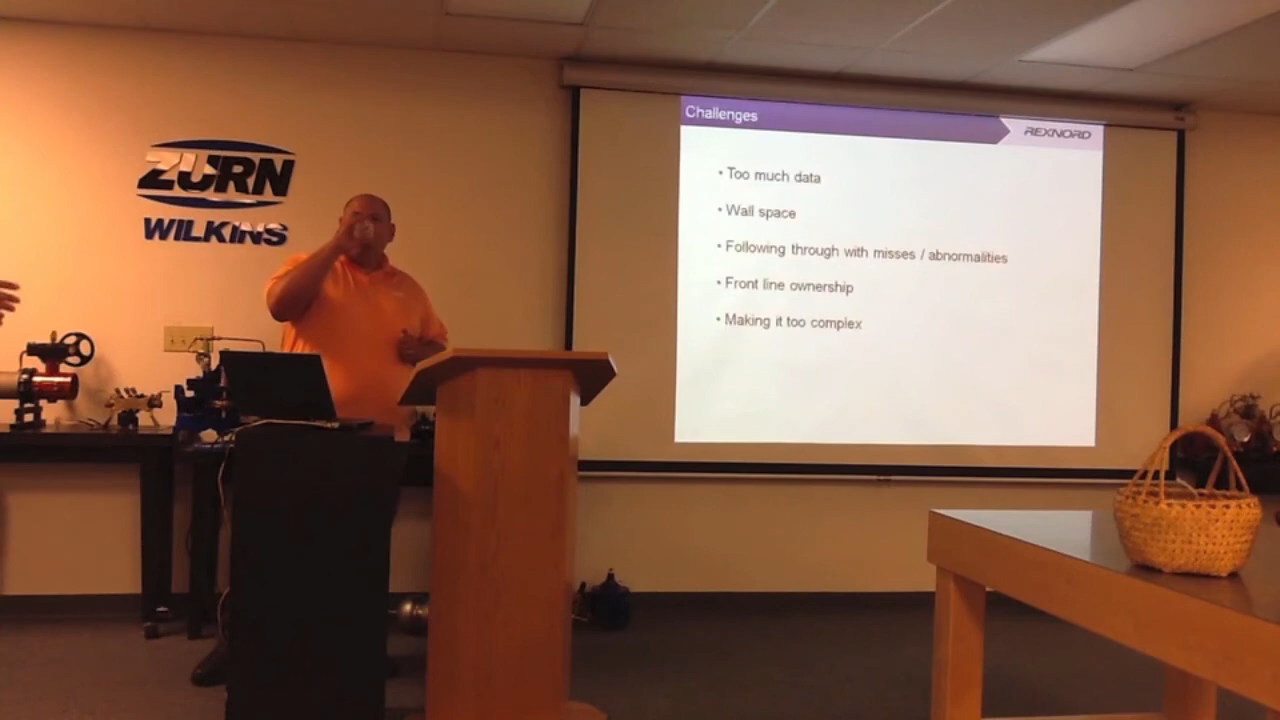 ZURN
WILKINS
Challenges
REXNORD
• Too much data
• Wall space
• Following through with misses / abnormalities
• Front line ownership
• Making it too complex